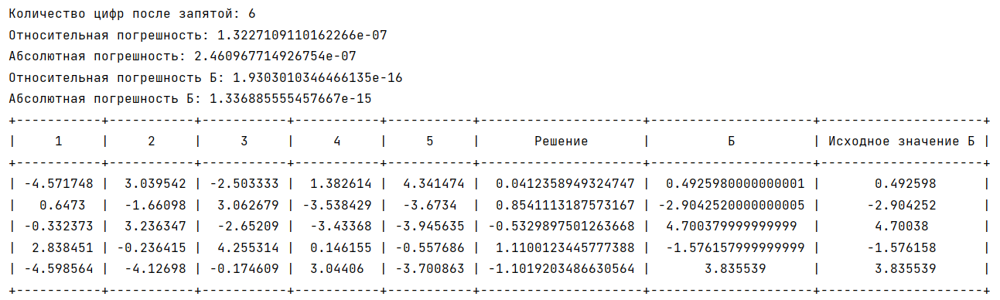 Количество цифр после запятой: 6
Относительная погрешность: 1.3227109110162266e-07
Абсолютная погрешность: 2.460967714926754e-07
Относительная погрешность Б: 1.9303010346466135e-16
Абсолютная погрешность Б: 1.336885555457667e-15
+-----------+-----------+-----------+-----------+-----------+---------------------+---------------------+---------------------+
|     1     |     2     |     3     |     4     |     5     |       Решение       |          Б          | Исходное значение Б |
+-----------+-----------+-----------+-----------+-----------+---------------------+---------------------+---------------------+
| -4.571748 |  3.039542 | -2.503333 |  1.382614 |  4.341474 |  0.0412358949324747 |  0.4925980000000001 |       0.492598      |
|   0.6473  |  -1.66098 |  3.062679 | -3.538429 |  -3.6734  |  0.8541113187573167 | -2.9042520000000005 |      -2.904252      |
| -0.332373 |  3.236347 |  -2.65209 |  -3.43368 | -3.945635 | -0.5329897501263668 |  4.700379999999999  |       4.70038       |
|  2.838451 | -0.236415 |  4.255314 |  0.146155 | -0.557686 |  1.1100123445777388 |  -1.576157999999999 |      -1.576158      |
| -4.598564 |  -4.12698 | -0.174609 |  3.04406  | -3.700863 | -1.1019203486630564 |       3.835539      |       3.835539      |
+-----------+-----------+-----------+-----------+-----------+---------------------+---------------------+---------------------+